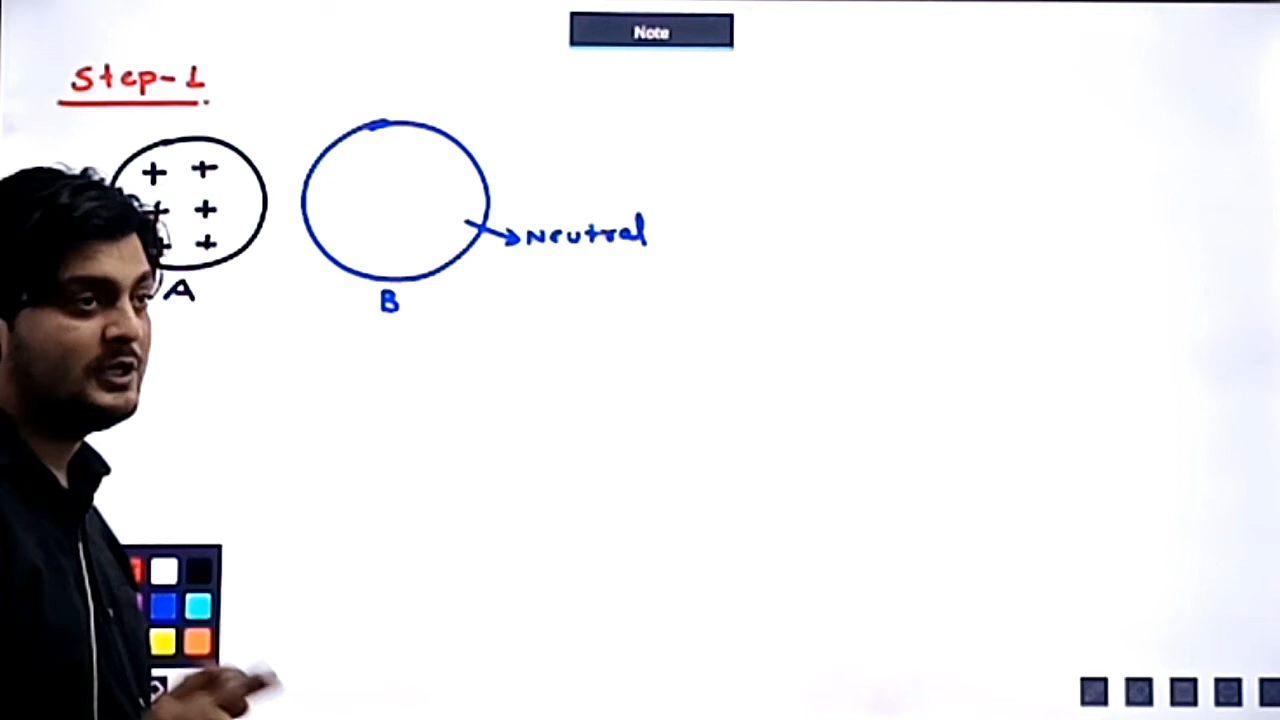 Note
Step-1
+ +
+ +
+ +
Neutral
A
B